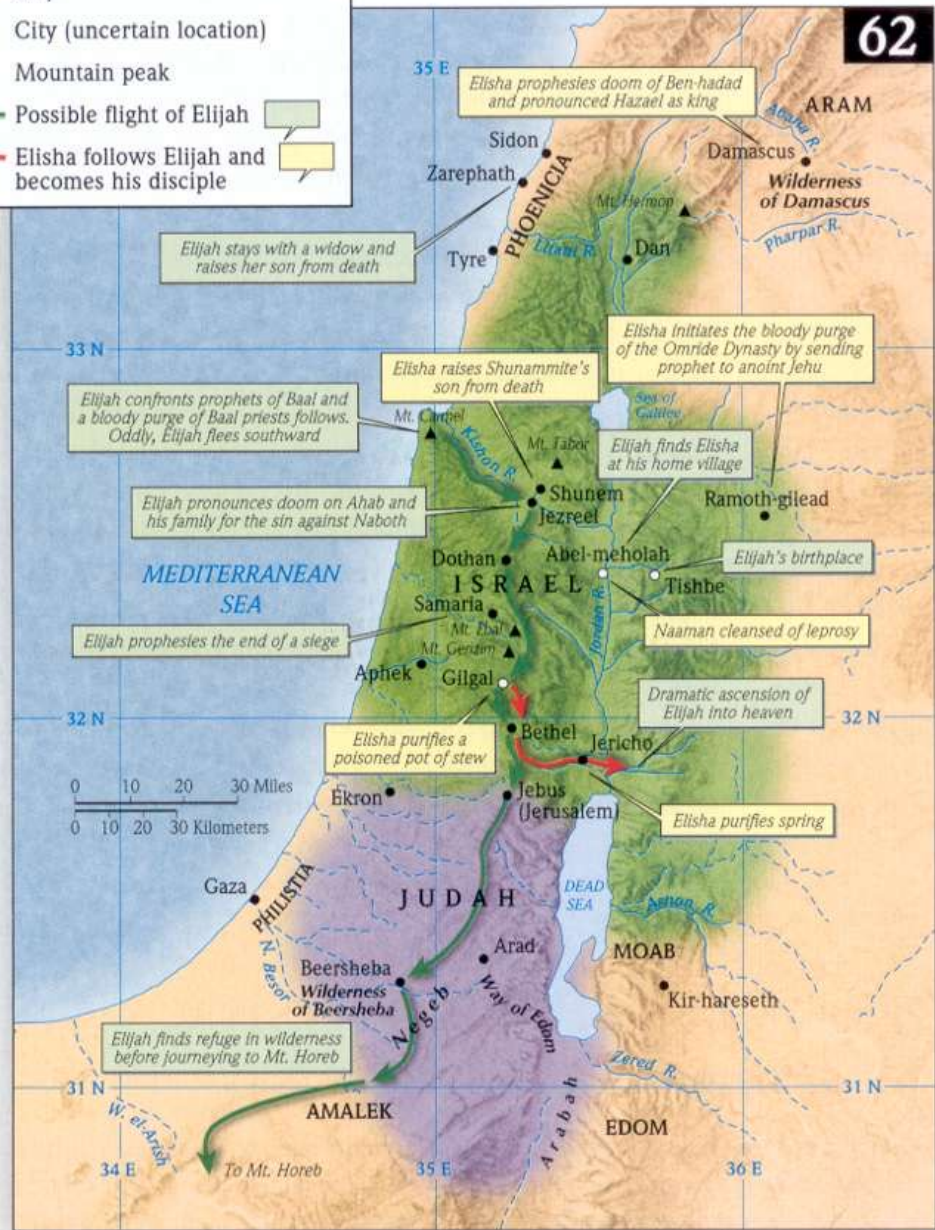 City (uncertain location)
Mountain peak
Possible flight of Elijah
Elisha follows Elijah and
becomes his disciple
62
35 E
Elisha prophesies doom of Ben-hadad
and pronounced Hazael as king
ARAM
Abana R.
Sidon
Damascus
Zarephath
Wilderness
of Damascus
PHOENICIA
Mt. Hermon
Pharpar R.
Elijah stays with a widow and
raises her son from death
Tyre
Litani R.
Dan
33 N
Elisha initiates the bloody purge
of the Omride Dynasty by sending
prophet to anoint Jehu
Elisha raises Shunammite's
son from death
Elijah confronts prophets of Baal and
a bloody purge of Baal priests follows.
Oddly, Elijah flees southward
Mt. Carmel
Sea of
Galilee
Kishon R.
Mt. Tabor
Elijah finds Elisha
at his home village
Shunem
Jezreel
Ramoth-gilead
Elijah pronounces doom on Ahab and
his family for the sin against Naboth
Dothan
Abel-meholah
Elijah's birthplace
MEDITERRANEAN
SEA
ISRAEL
Tishbe
Samaria
Jordan R.
Elijah prophesies the end of a siege
Mt. Ebal
Naaman cleansed of leprosy
Mt. Gerizim
Aphek
Gilgal
Dramatic ascension of
Elijah into heaven
32 N
32 N
Elisha purifies a
poisoned pot of stew
Bethel
Jericho
0 10 20 30 Miles
0 10 20 30 Kilometers
Ekron
Jebus
(Jerusalem)
Elisha purifies spring
Gaza
PHILISTIA
JUDAH
DEAD
SEA
Arnon R.
N. Besor
Arad
MOAB
Beersheba
Wilderness
of Beersheba
Negeb
Way of Edom
Kir-hareseth
Elijah finds refuge in wilderness
before journeying to Mt. Horeb
Zered R.
31 N
31 N
AMALEK
Arabah
EDOM
W. el-Arish
34 E
To Mt. Horeb
35 E
36 E